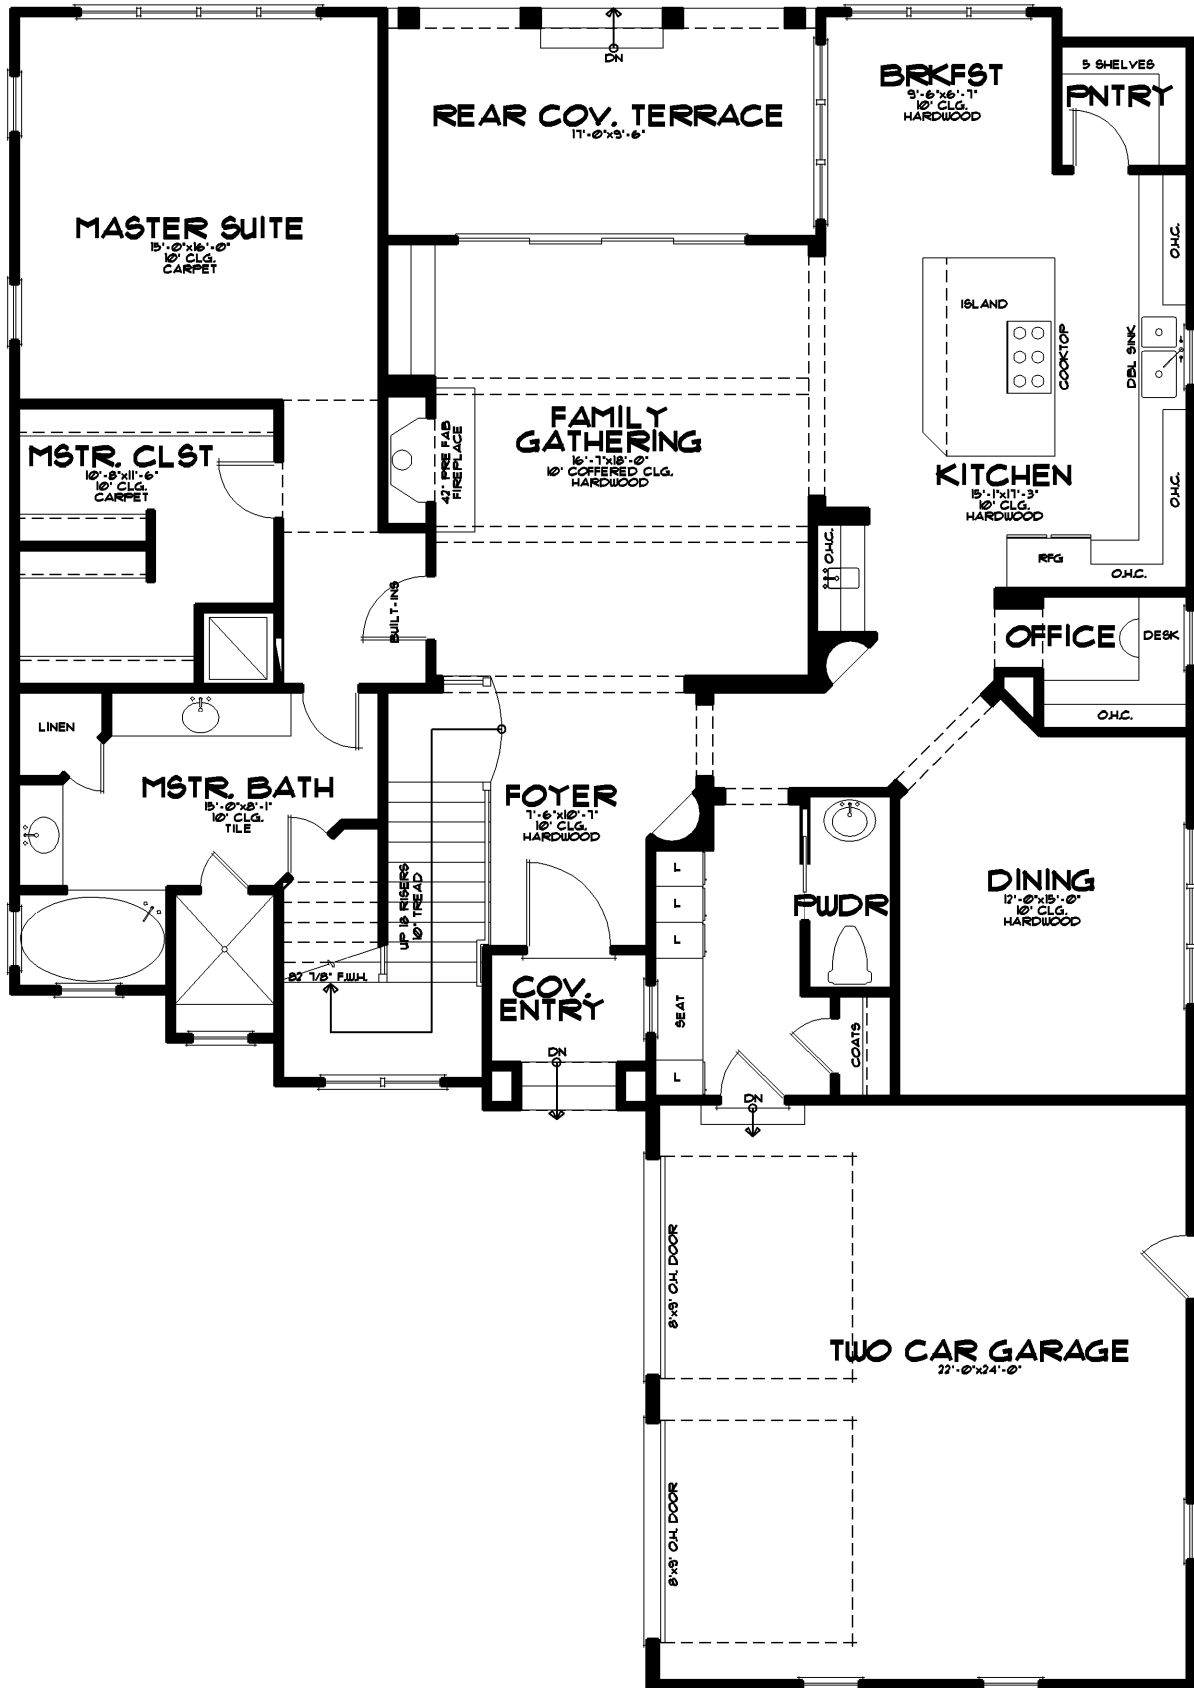 DN
REAR COV. TERRACE
17'-0"x9'-6"
BRKFST
9'-6"x6'-7"
10' CLG.
HARDWOOD
5 SHELVES
PNTRY
MASTER SUITE
15'-0"x16'-0"
10' CLG.
CARPET
O.H.C.
ISLAND
COOKTOP
DBL SINK
MSTR. CLST
10'-8"x11'-6"
10' CLG.
CARPET
42" PRE FAB
FIREPLACE
FAMILY
GATHERING
16'-7"x18'-0"
10' COFFERED CLG.
HARDWOOD
KITCHEN
15'-1"x17'-3"
10' CLG.
HARDWOOD
O.H.C.
RFG
O.H.C.
O.H.C.
BUILT-INS
OFFICE
DESK
O.H.C.
LINEN
MSTR. BATH
15'-0"x8'-1"
10' CLG.
TILE
FOYER
7'-6"x10'-7"
10' CLG.
HARDWOOD
UP 18 RISERS
10" TREAD
82 7/8" F.W.H.
PWDR
DINING
12'-0"x15'-0"
10' CLG.
HARDWOOD
COV.
ENTRY
SEAT
COATS
DN
DN
8'x9' O.H. DOOR
TWO CAR GARAGE
22'-0"x24'-0"
8'x9' O.H. DOOR